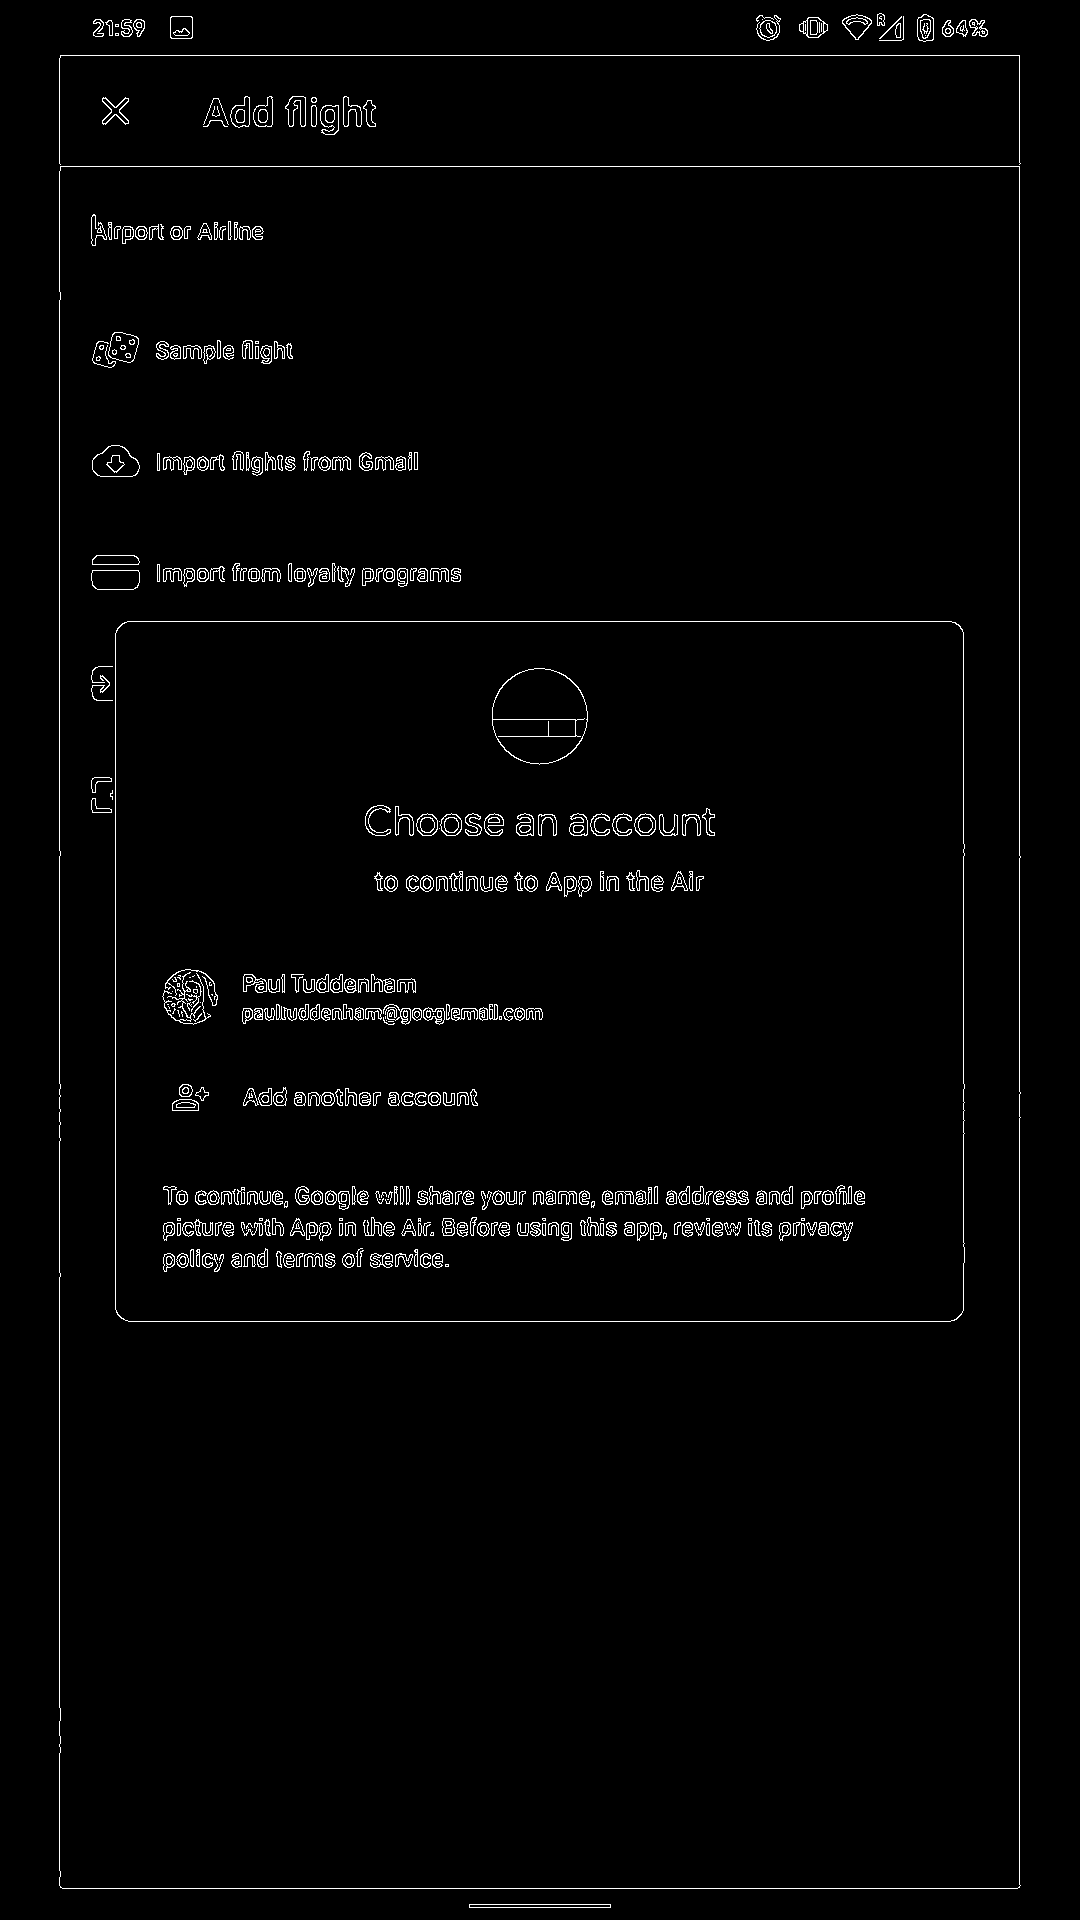 21:59
R
64%
Add flight
Airport or Airline
Sample flight
Import flights from Gmail
Import from loyalty programs
Choose an account
to continue to App in the Air
Paul Tuddenham
paultuddenham@googlemail.com
Add another account
To continue, Google will share your name, email address and profile
picture with App in the Air. Before using this app, review its privacy
policy and terms of service.